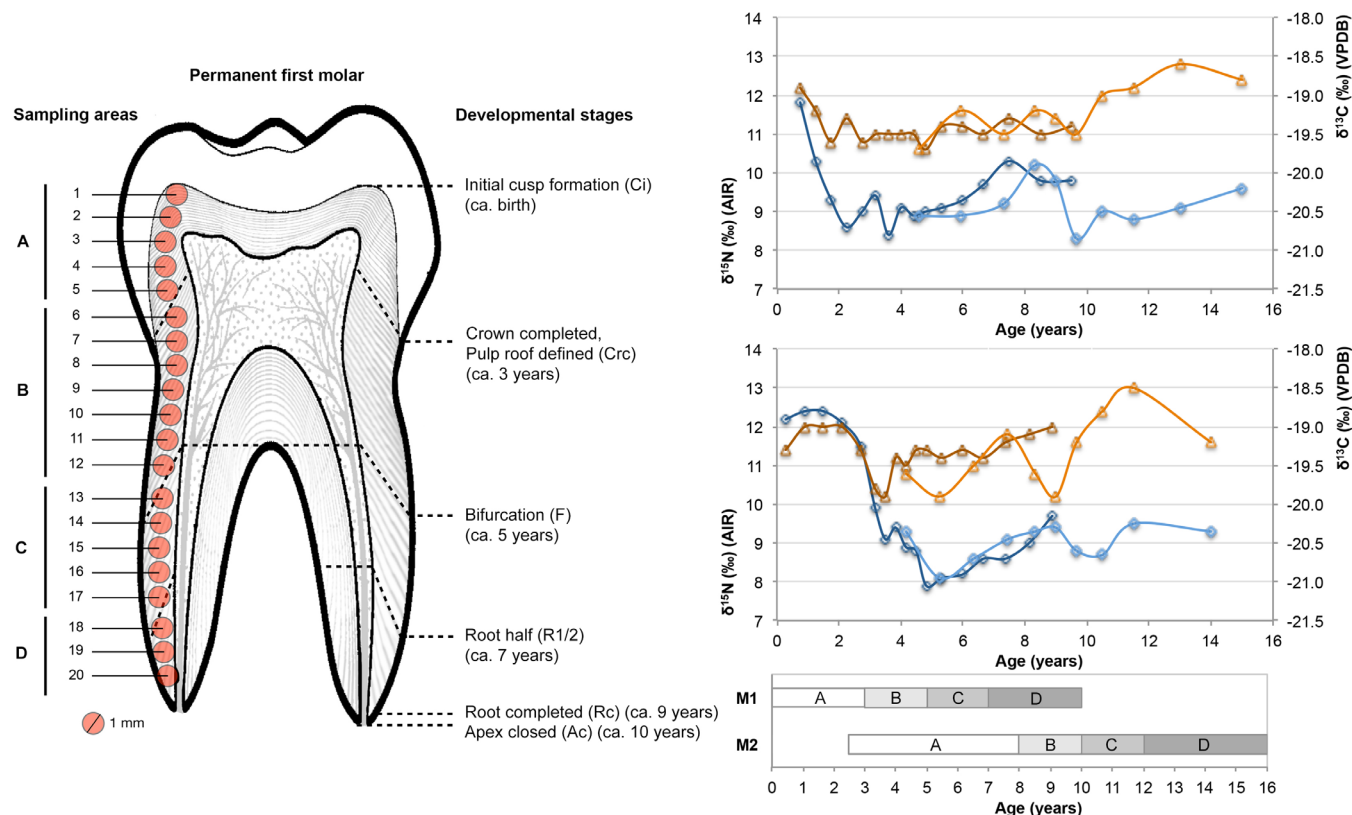 Permanent first molar
Sampling areas
Developmental stages
A
1
2
3
4
5
B
6
7
8
9
10
11
12
C
13
14
15
16
17
D
18
19
20
1 mm
Initial cusp formation (Ci)
(ca. birth)
Crown completed,
Pulp roof defined (Crc)
(ca. 3 years)
Bifurcation (F)
(ca. 5 years)
Root half (R1/2)
(ca. 7 years)
Root completed (Rc) (ca. 9 years)
Apex closed (Ac) (ca. 10 years)
δ¹⁵N (‰) (AIR)
14
13
12
11
10
9
8
7
0 2 4 6 8 10 12 14 16
Age (years)
-18.0
-18.5
-19.0
-19.5
-20.0
-20.5
-21.0
-21.5
δ¹³C (‰) (VPDB)
δ¹⁵N (‰) (AIR)
14
13
12
11
10
9
8
7
0 2 4 6 8 10 12 14 16
Age (years)
-18.0
-18.5
-19.0
-19.5
-20.0
-20.5
-21.0
-21.5
δ¹³C (‰) (VPDB)
M1 A B C D
M2 A B C D
0 1 2 3 4 5 6 7 8 9 10 11 12 13 14 15 16
Age (years)